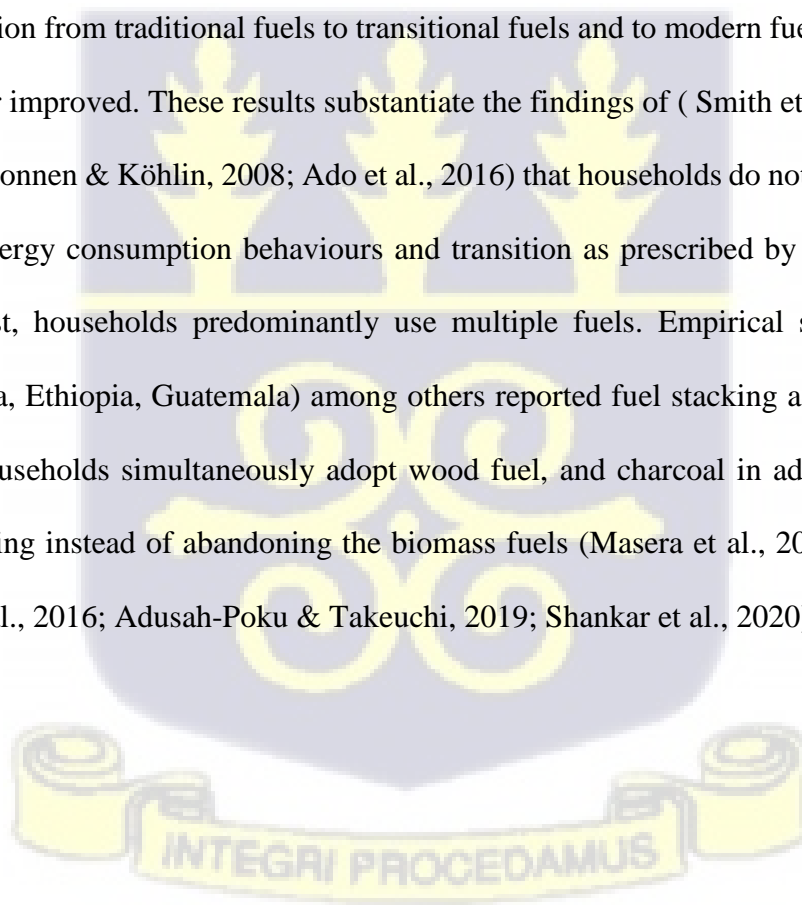 ion from traditional fuels to transitional fuels and to modern fue
r improved. These results substantiate the findings of ( Smith et
onnen & Köhlin, 2008; Ado et al., 2016) that households do not
ergy consumption behaviours and transition as prescribed by
st, households predominantly use multiple fuels. Empirical s
a, Ethiopia, Guatemala) among others reported fuel stacking a
useholds simultaneously adopt wood fuel, and charcoal in ad
ing instead of abandoning the biomass fuels (Masera et al., 20
l., 2016; Adusah-Poku & Takeuchi, 2019; Shankar et al., 2020
INTEGRI PROCEDAMUS